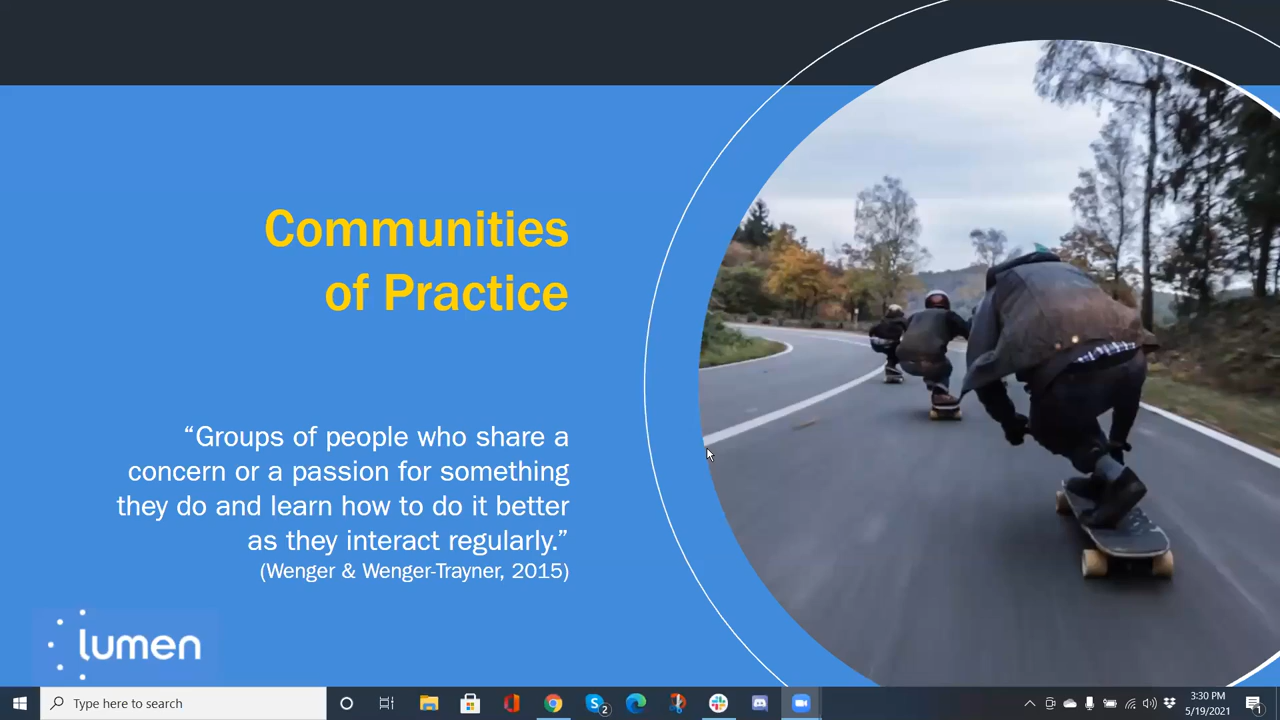 Communities
of Practice
“Groups of people who share a
concern or a passion for something
they do and learn how to do it better
as they interact regularly.”
(Wenger & Wenger-Trayner, 2015)
lumen
Type here to search
2
3:30 PM
5/19/2021
1